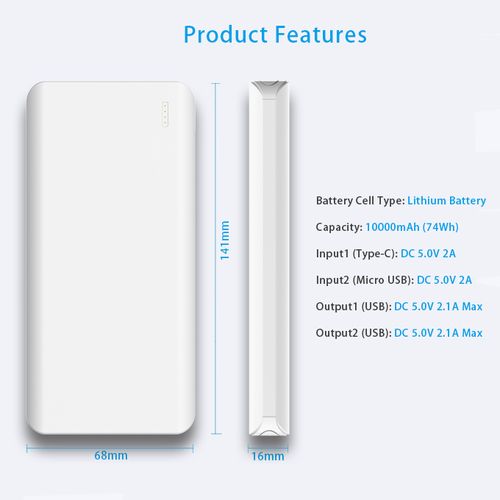 Product Features
141mm
Battery Cell Type: Lithium Battery
Capacity: 10000mAh (74Wh)
Input1 (Type-C): DC 5.0V 2A
Input2 (Micro USB): DC 5.0V 2A
Output1 (USB): DC 5.0V 2.1A Max
Output2 (USB): DC 5.0V 2.1A Max
68mm
16mm